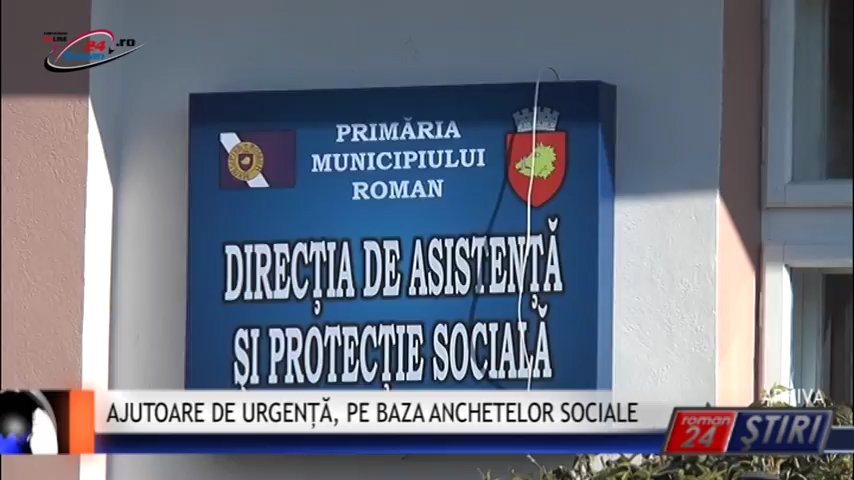 24.ro
PRIMĂRIA
MUNICIPIULUI
ROMAN
DIRECȚIA DE ASISTENȚĂ
ȘI PROTECȚIE SOCIALĂ
AJUTOARE DE URGENȚĂ, PE BAZA ANCHETELOR SOCIALE
ARHIVA
roman
24
ȘTIRI